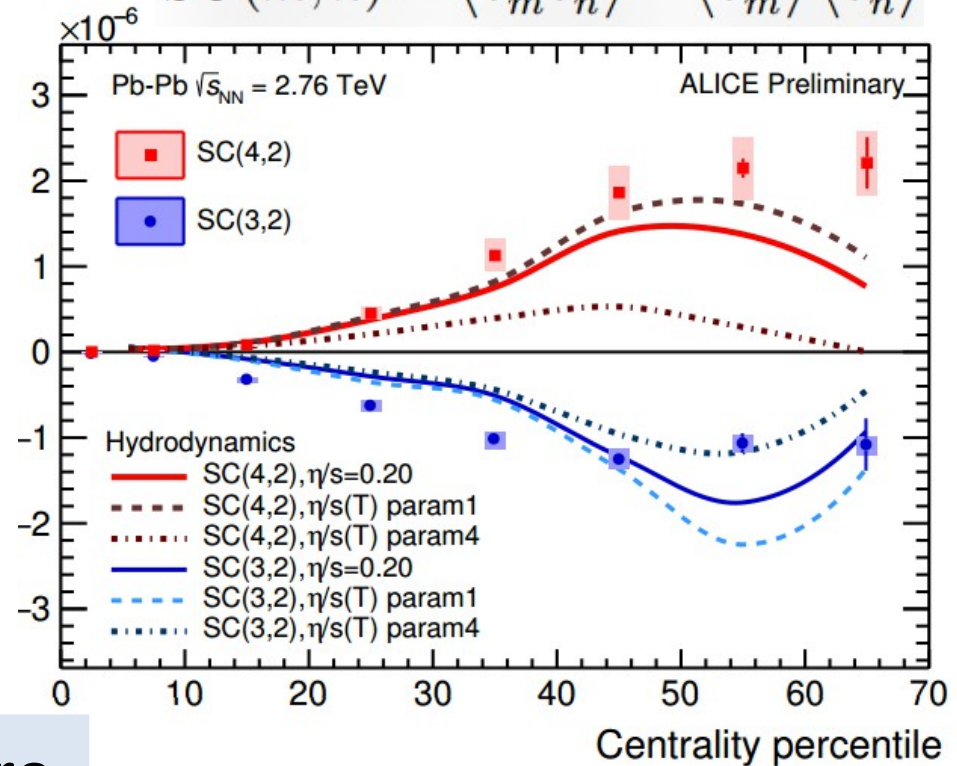 ×10⁻⁶
Pb-Pb √s_NN = 2.76 TeV
ALICE Preliminary
SC(4,2)
SC(3,2)
3
2
1
0
−1
−2
−3
Hydrodynamics
SC(4,2),η/s=0.20
SC(4,2),η/s(T) param1
SC(4,2),η/s(T) param4
SC(3,2),η/s=0.20
SC(3,2),η/s(T) param1
SC(3,2),η/s(T) param4
0 10 20 30 40 50 60 70
Centrality percentile